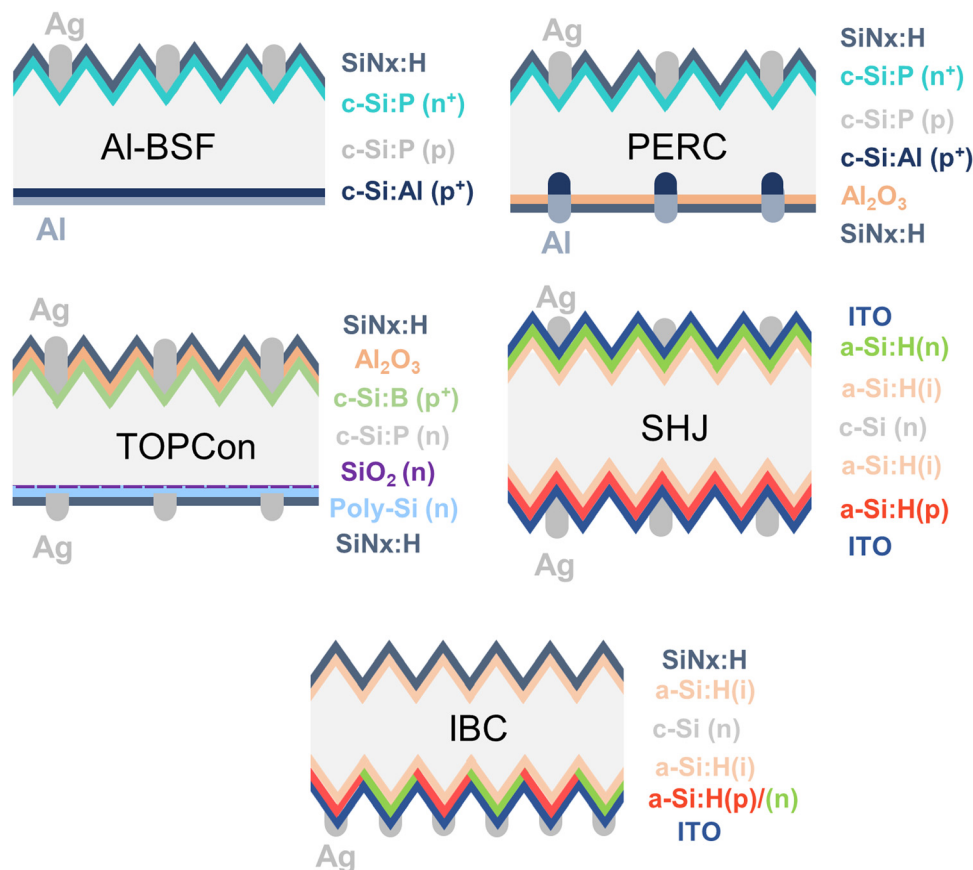 Ag
SiNx:H
c-Si:P (n⁺)
Al-BSF
c-Si:P (p)
c-Si:Al (p⁺)
Al
Ag
SiNx:H
c-Si:P (n⁺)
c-Si:P (p)
PERC
c-Si:Al (p⁺)
Al₂O₃
SiNx:H
Al
Ag
SiNx:H
Al₂O₃
c-Si:B (p⁺)
c-Si:P (n)
TOPCon
SiO₂ (n)
Poly-Si (n)
SiNx:H
Ag
Ag
ITO
a-Si:H(n)
a-Si:H(i)
SHJ
c-Si (n)
a-Si:H(i)
a-Si:H(p)
ITO
Ag
SiNx:H
a-Si:H(i)
IBC
c-Si (n)
a-Si:H(i)
a-Si:H(p)/(n)
ITO
Ag